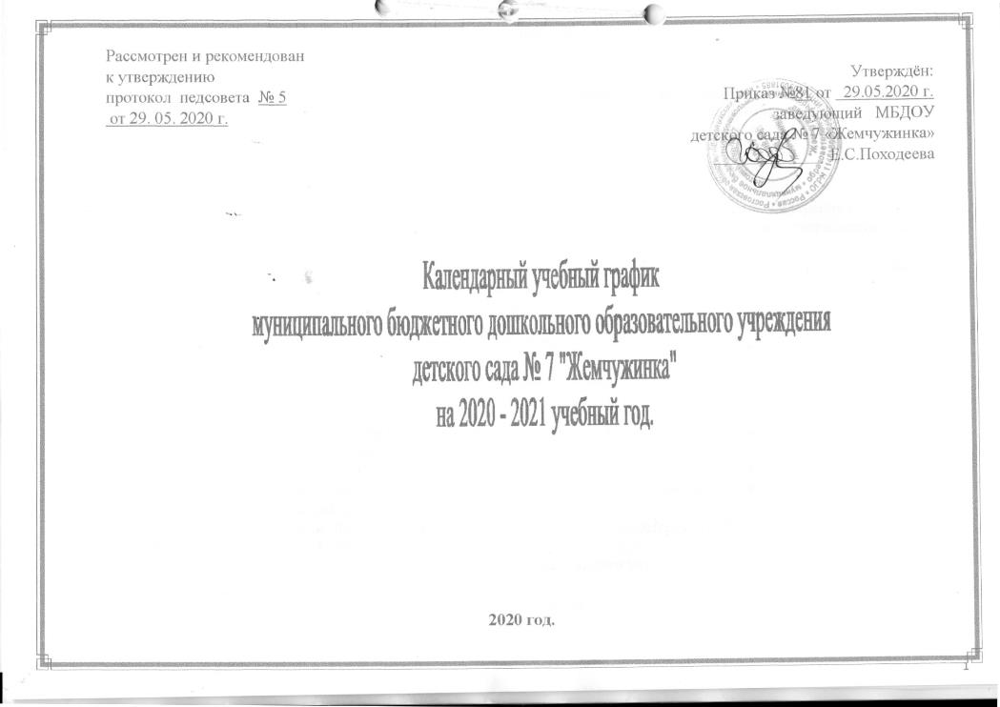 Рассмотрен и рекомендован
к утверждению
протокол педсовета № 5
от 29. 05. 2020 г.
Утверждён:
Приказ №81 от 29.05.2020 г.
заведующий МБДОУ
детского сада № 7 «Жемчужинка»
Е.С.Походеева
Календарный учебный график
муниципального бюджетного дошкольного образовательного учреждения
детского сада № 7 "Жемчужинка"
на 2020 - 2021 учебный год.
2020 год.
1